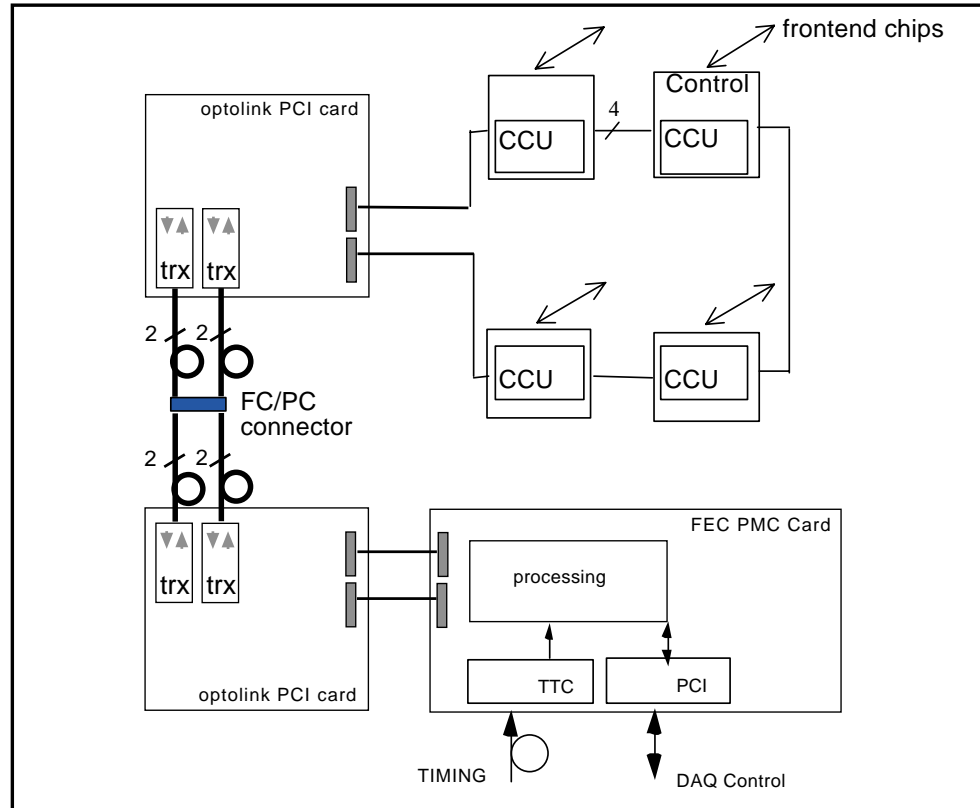 frontend chips
optolink PCI card
Control
4
CCU
CCU
trx
trx
2
2
CCU
CCU
FC/PC
connector
2
2
FEC PMC Card
trx
trx
processing
optolink PCI card
TTC
PCI
TIMING
DAQ Control